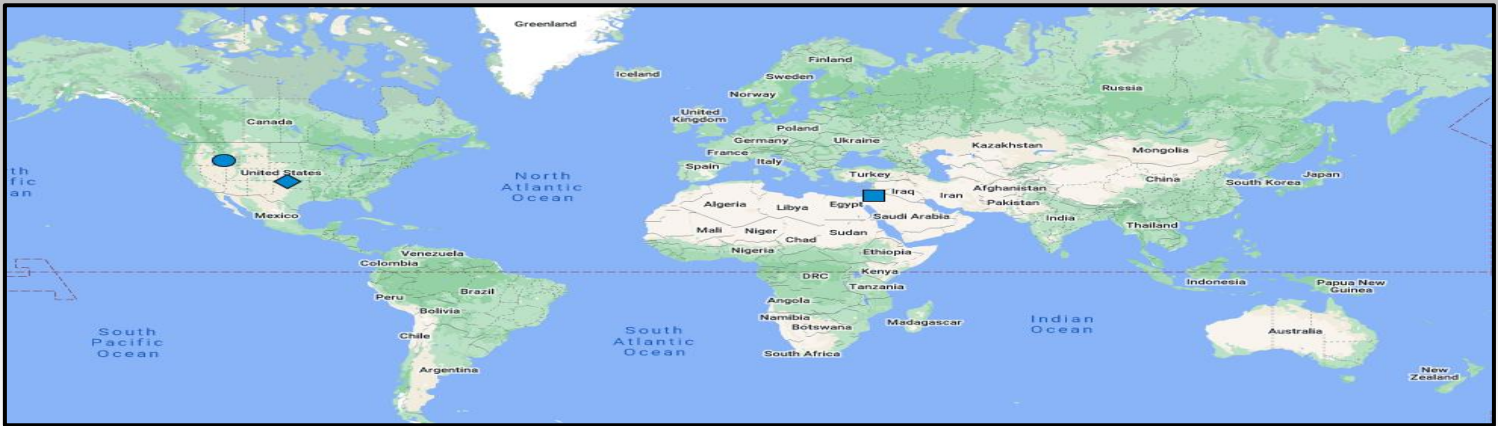 Greenland
Iceland
Finland
Sweden
Norway
Russia
United
Kingdom
Canada
Poland
Germany
Ukraine
France
Italy
Kazakhstan
Mongolia
Spain
th
fic
an
United States
North
Atlantic
Ocean
Turkey
China
Japan
South Korea
Iraq
Iran
Afghanistan
Pakistan
Algeria
Libya
Egypt
Saudi Arabia
India
Mexico
Mali
Niger
Chad
Sudan
Thailand
Venezuela
Colombia
Nigeria
Ethiopia
DRC
Kenya
Tanzania
Indonesia
Papua New
Guinea
Peru
Brazil
Bolivia
Angola
Namibia
Botswana
Madagascar
South
Pacific
Ocean
Chile
South
Atlantic
Ocean
Indian
Ocean
Australia
South Africa
Argentina
New
Zealand